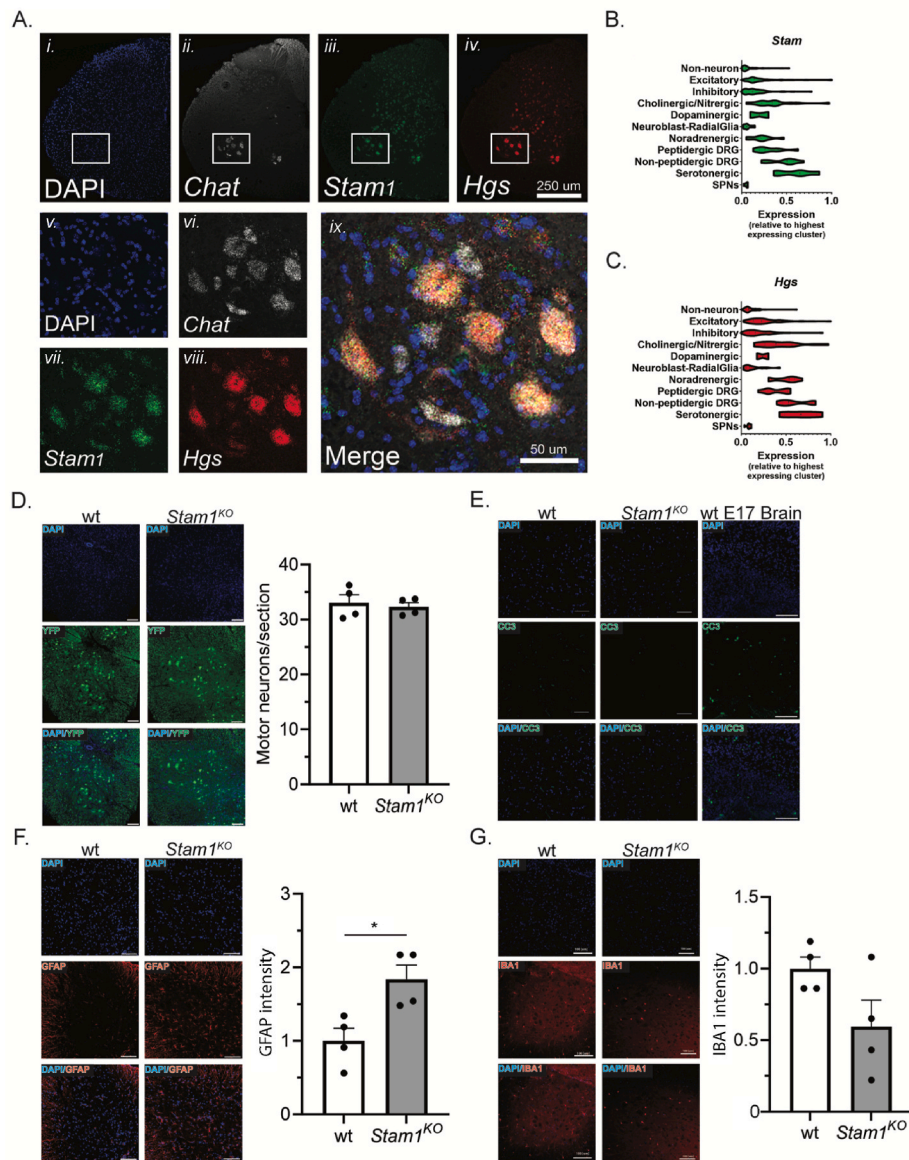 A.
i.
ii.
iii.
iv.
DAPI
Chat
Stam1
Hgs
250 um
v.
vi.
ix.
DAPI
Chat
vii.
viii.
Stam1
Hgs
Merge
50 um
B.
Stam
Non-neuron
Excitatory
Inhibitory
Cholinergic/Nitrergic
Dopaminergic
Neuroblast-RadialGlia
Noradrenergic
Peptidergic DRG
Non-peptidergic DRG
Serotonergic
SPNs
0.0 0.5 1.0
Expression
(relative to highest
expressing cluster)
C.
Hgs
Non-neuron
Excitatory
Inhibitory
Cholinergic/Nitrergic
Dopaminergic
Neuroblast-RadialGlia
Noradrenergic
Peptidergic DRG
Non-peptidergic DRG
Serotonergic
SPNs
0.0 0.5 1.0
Expression
(relative to highest
expressing cluster)
D.
wt Stam1KO
DAPI DAPI
YFP YFP
DAPI/YFP DAPI/YFP
Motor neurons/section
40
30
20
10
0
wt Stam1KO
E.
wt Stam1KO wt E17 Brain
DAPI DAPI DAPI
CC3 CC3 CC3
DAPI/CC3 DAPI/CC3 DAPI/CC3
F.
wt Stam1KO
DAPI DAPI
GFAP GFAP
DAPI/GFAP DAPI/GFAP
GFAP intensity
3
2
1
0
*
wt Stam1KO
G.
wt Stam1KO
DAPI DAPI
IBA1 IBA1
DAPI/IBA1 DAPI/IBA1
IBA1 intensity
1.5
1.0
0.5
0
wt Stam1KO